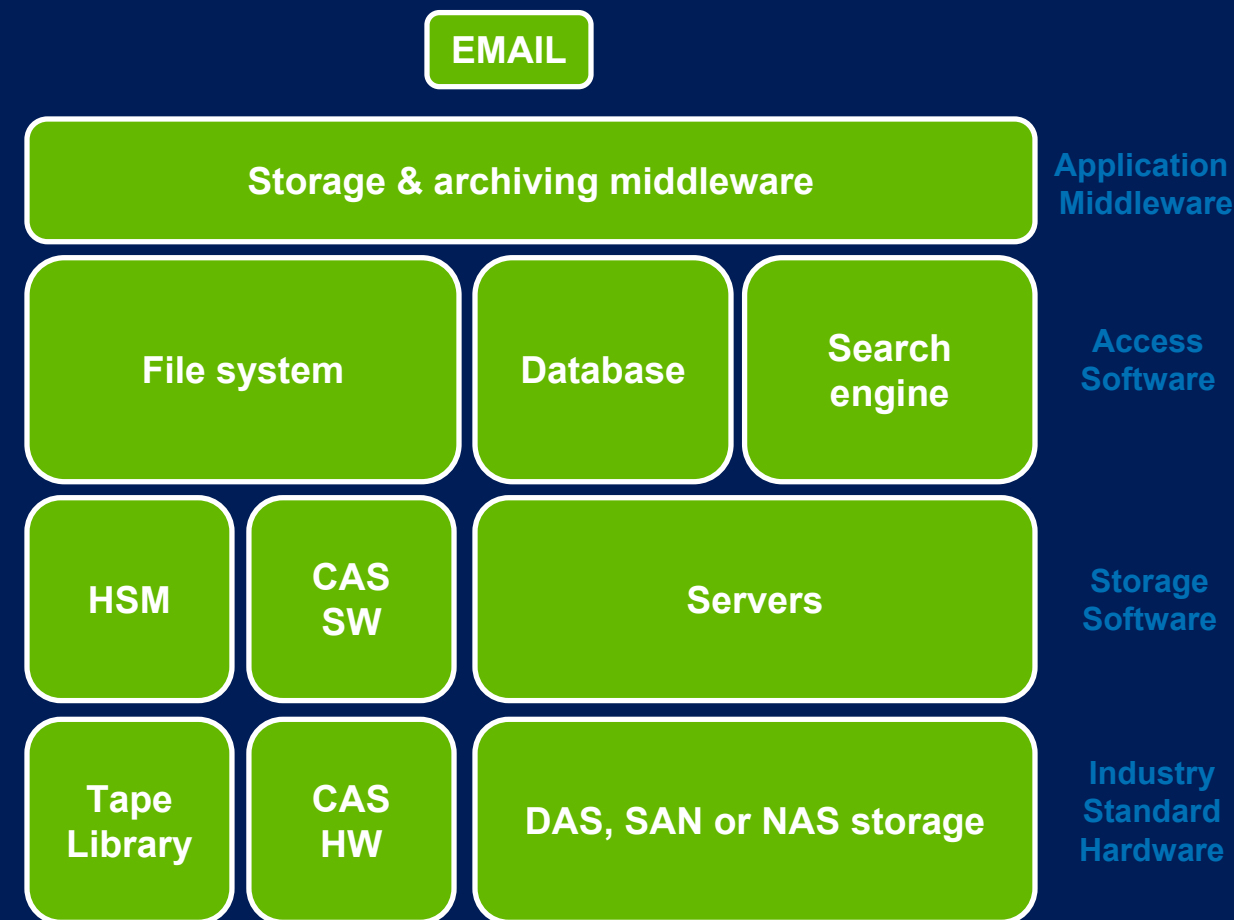 EMAIL
Storage & archiving middleware
Application
Middleware
File system
Database
Search
engine
Access
Software
HSM
CAS
SW
Servers
Storage
Software
Tape
Library
CAS
HW
DAS, SAN or NAS storage
Industry
Standard
Hardware